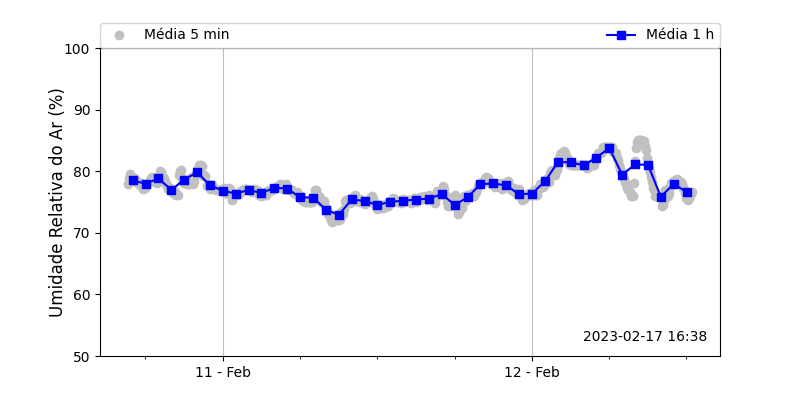 Média 5 min Média 1 h
Umidade Relativa do Ar (%)
100
90
80
70
60
50
2023-02-17 16:38
11 - Feb 12 - Feb